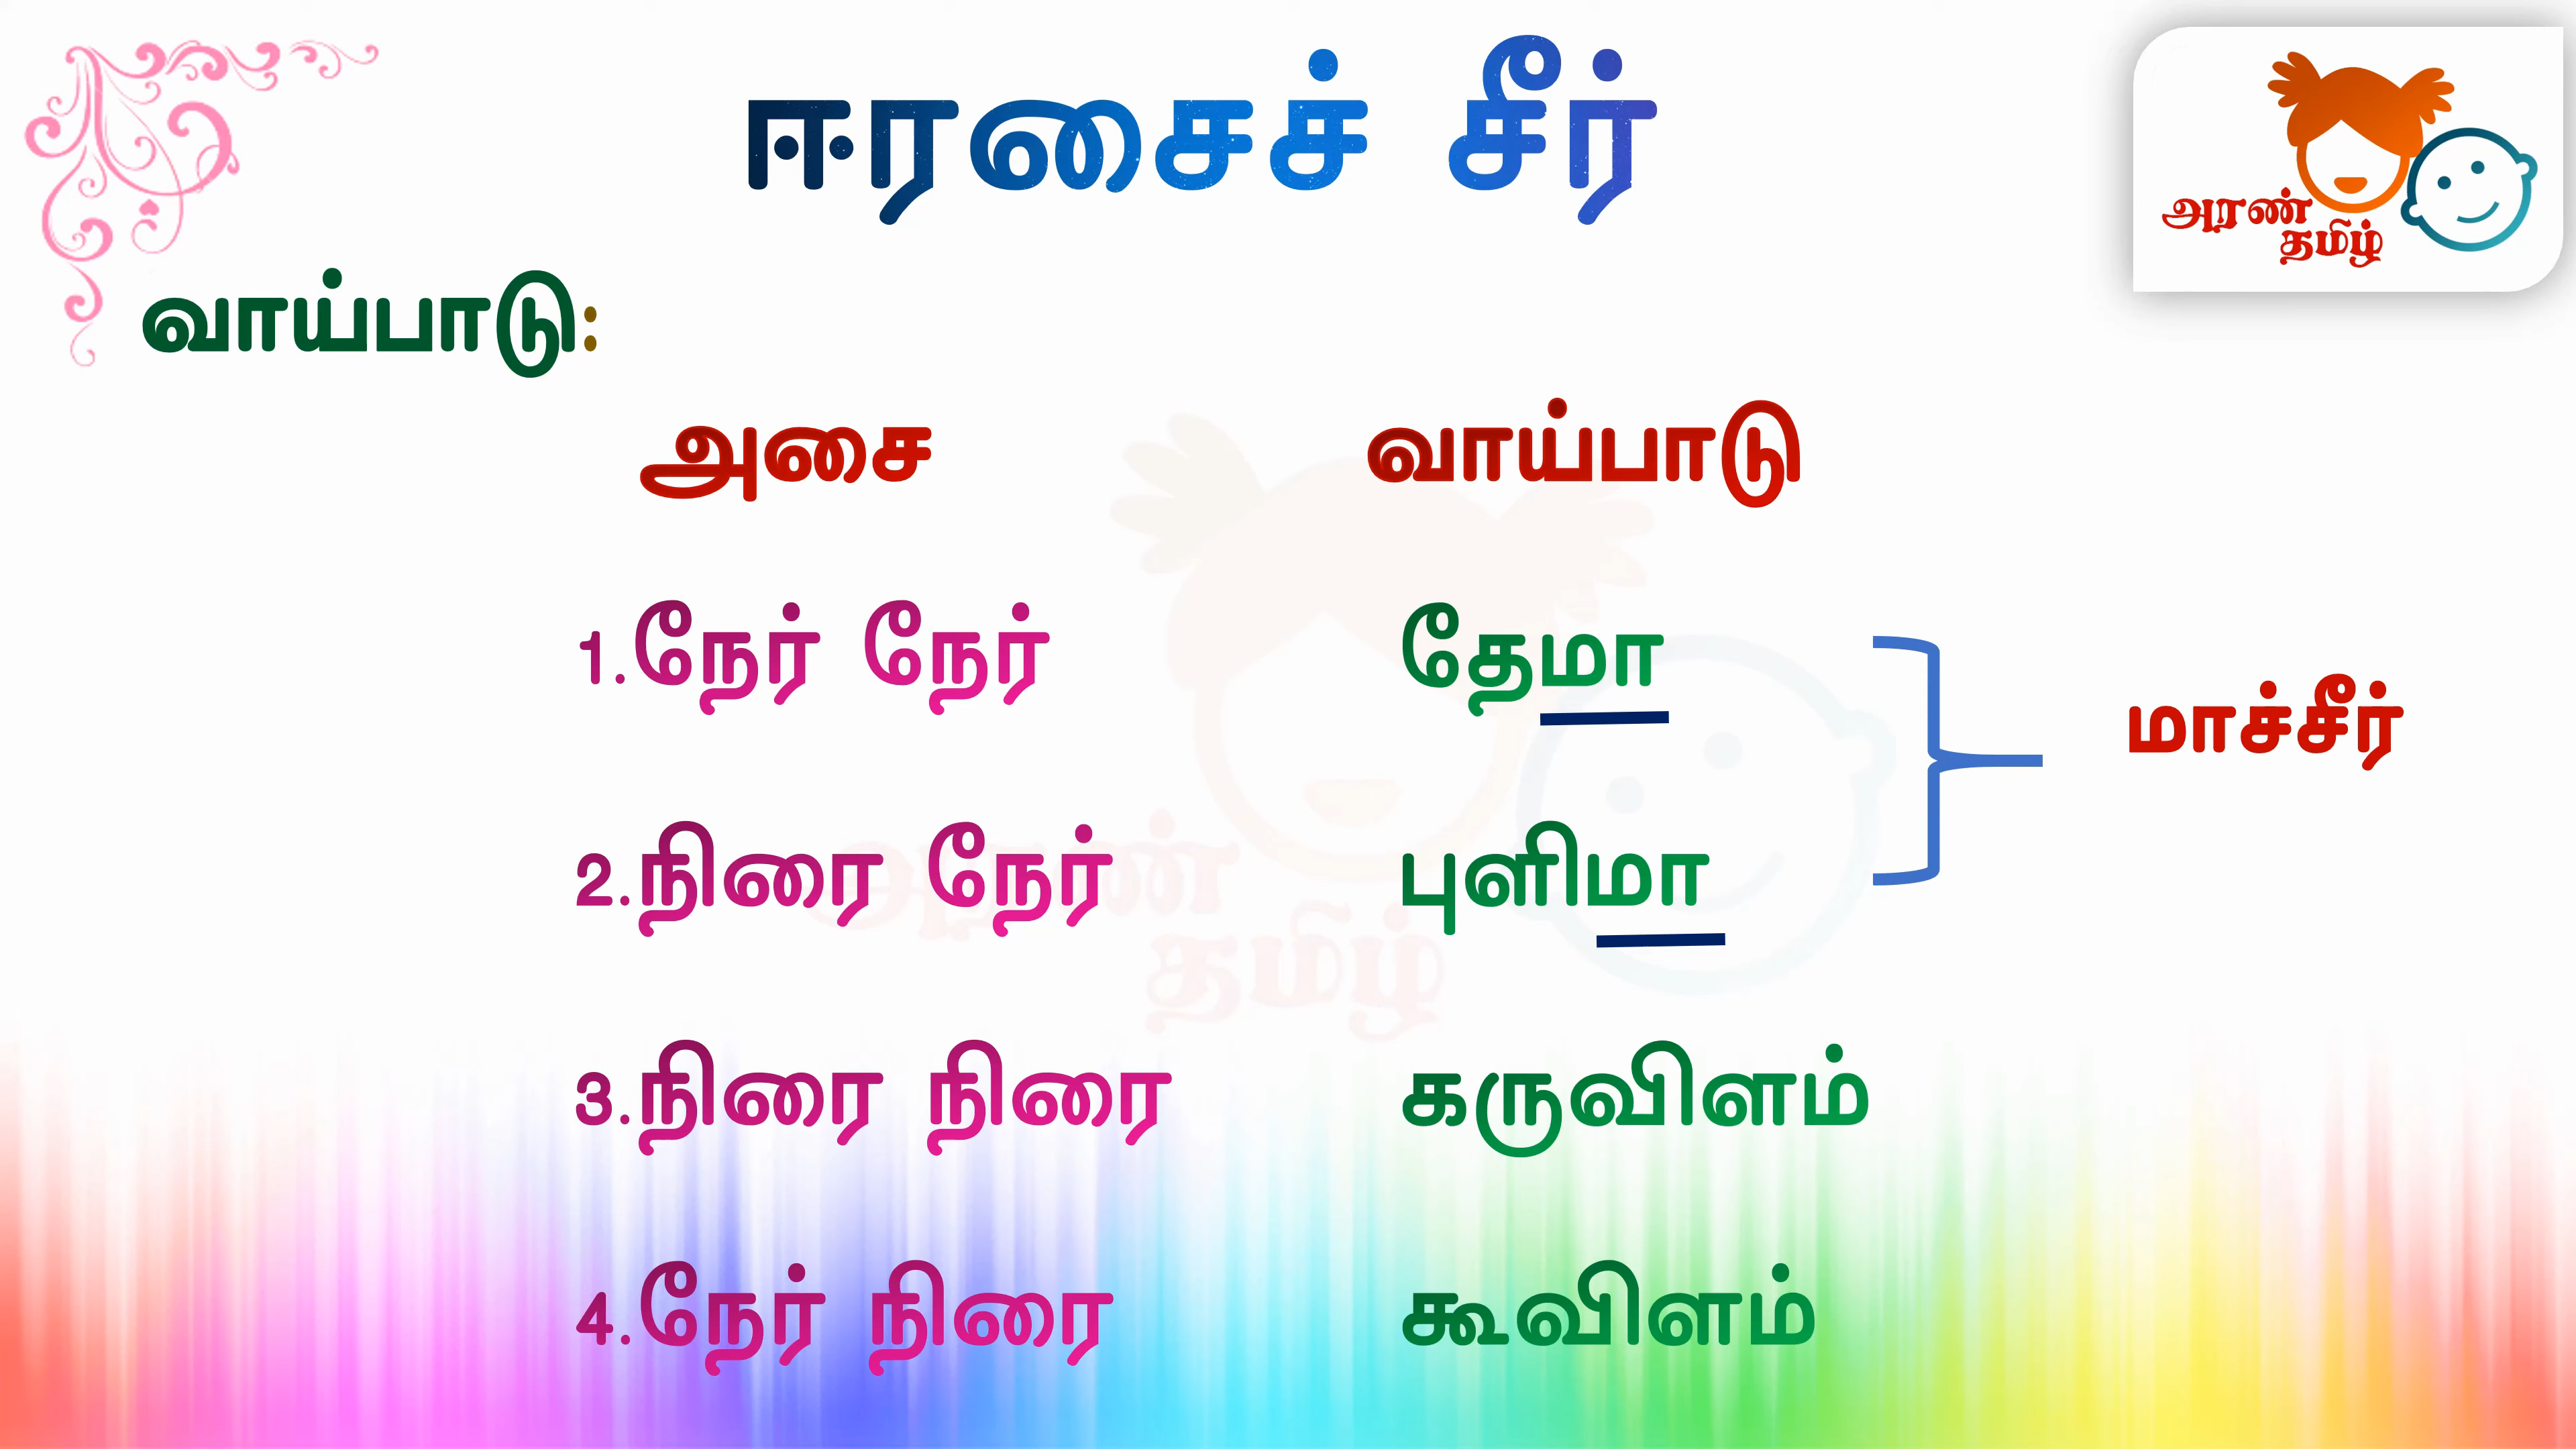 ஈரசைச் சீர்
அரண்
தமிழ்
வாய்பாடு:
அசை வாய்பாடு
1.நேர் நேர் தேமா
மாச்சீர்
2.நிரை நேர் புளிமா
3.நிரை நிரை கருவிளம்
4.நேர் நிரை கூவிளம்